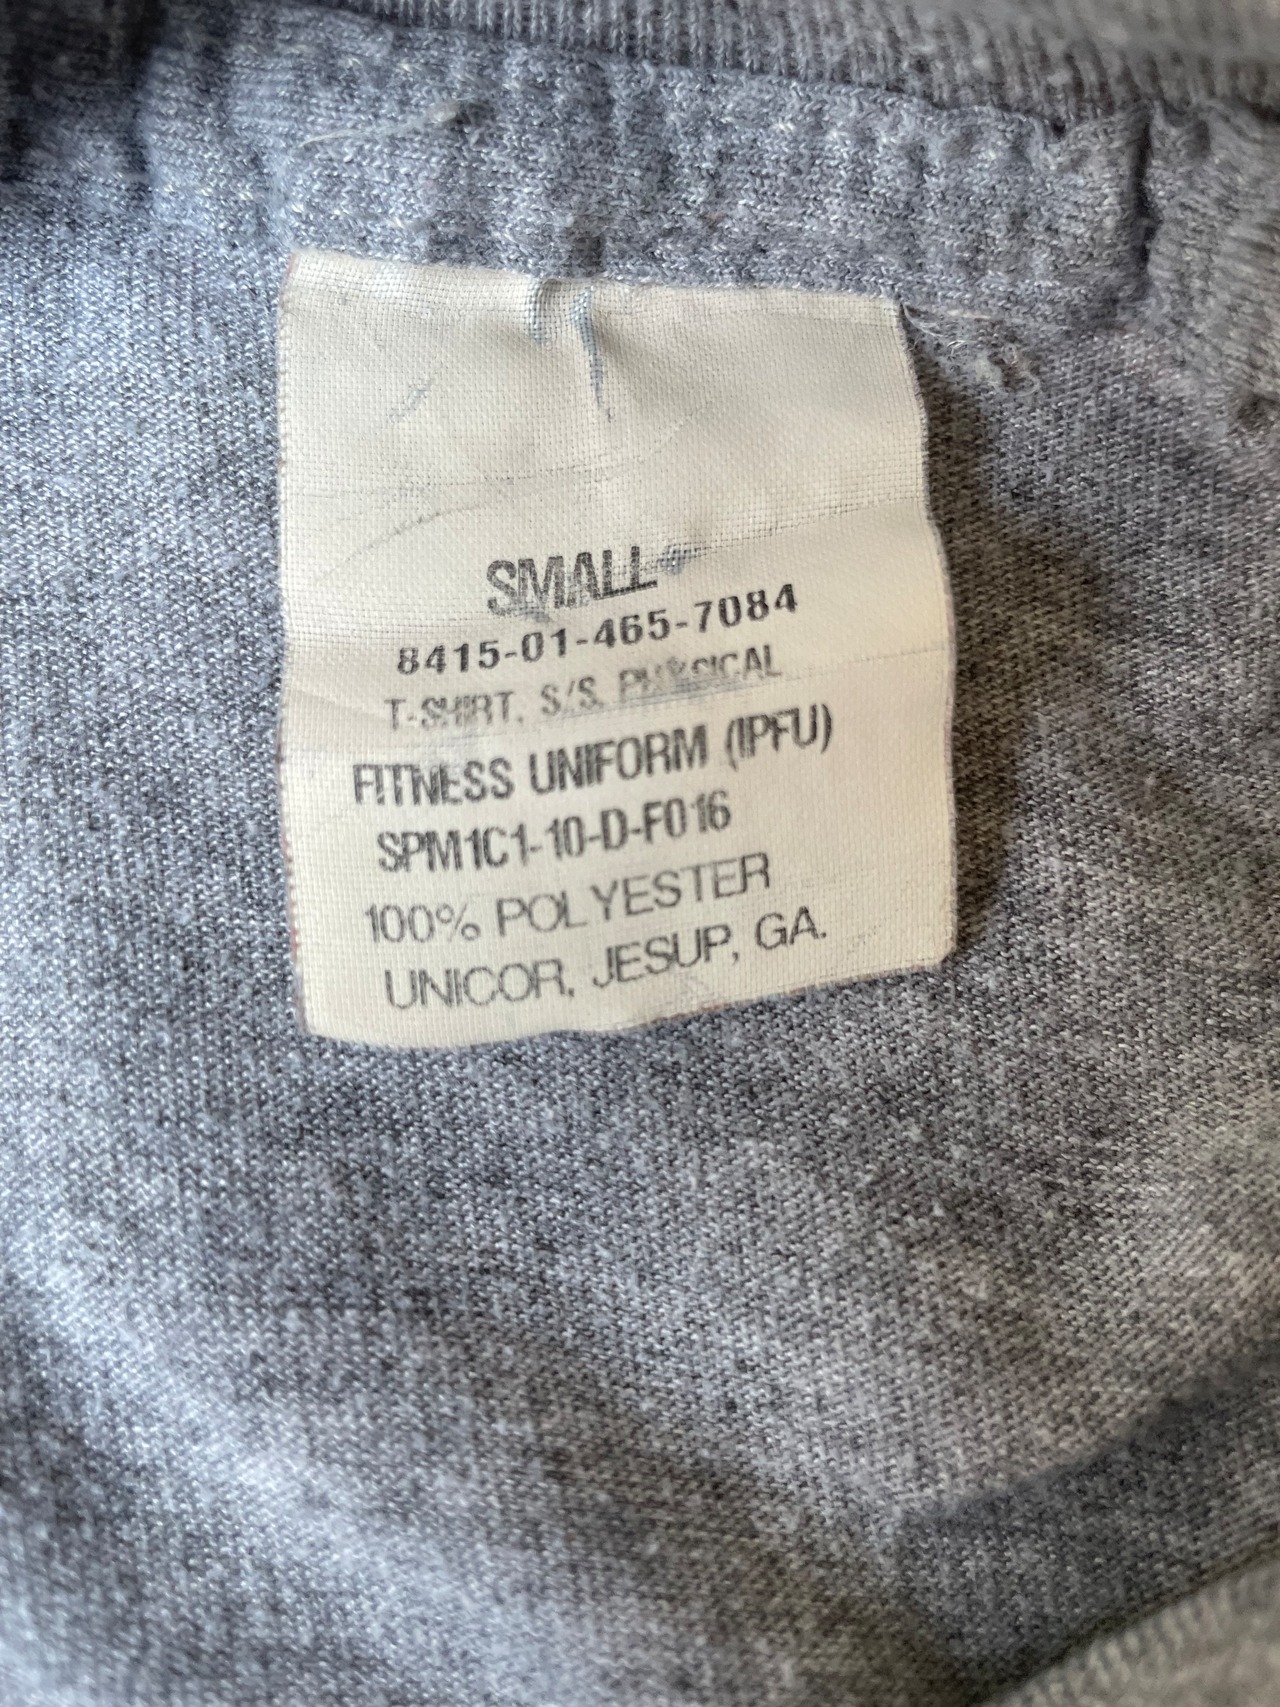 SMALL
8415-01-465-7084
T-SHIRT, S/S, PHYSICAL
FITNESS UNIFORM (IPFU)
SPM1C1-10-D-F016
100% POLYESTER
UNICOR, JESUP, GA.